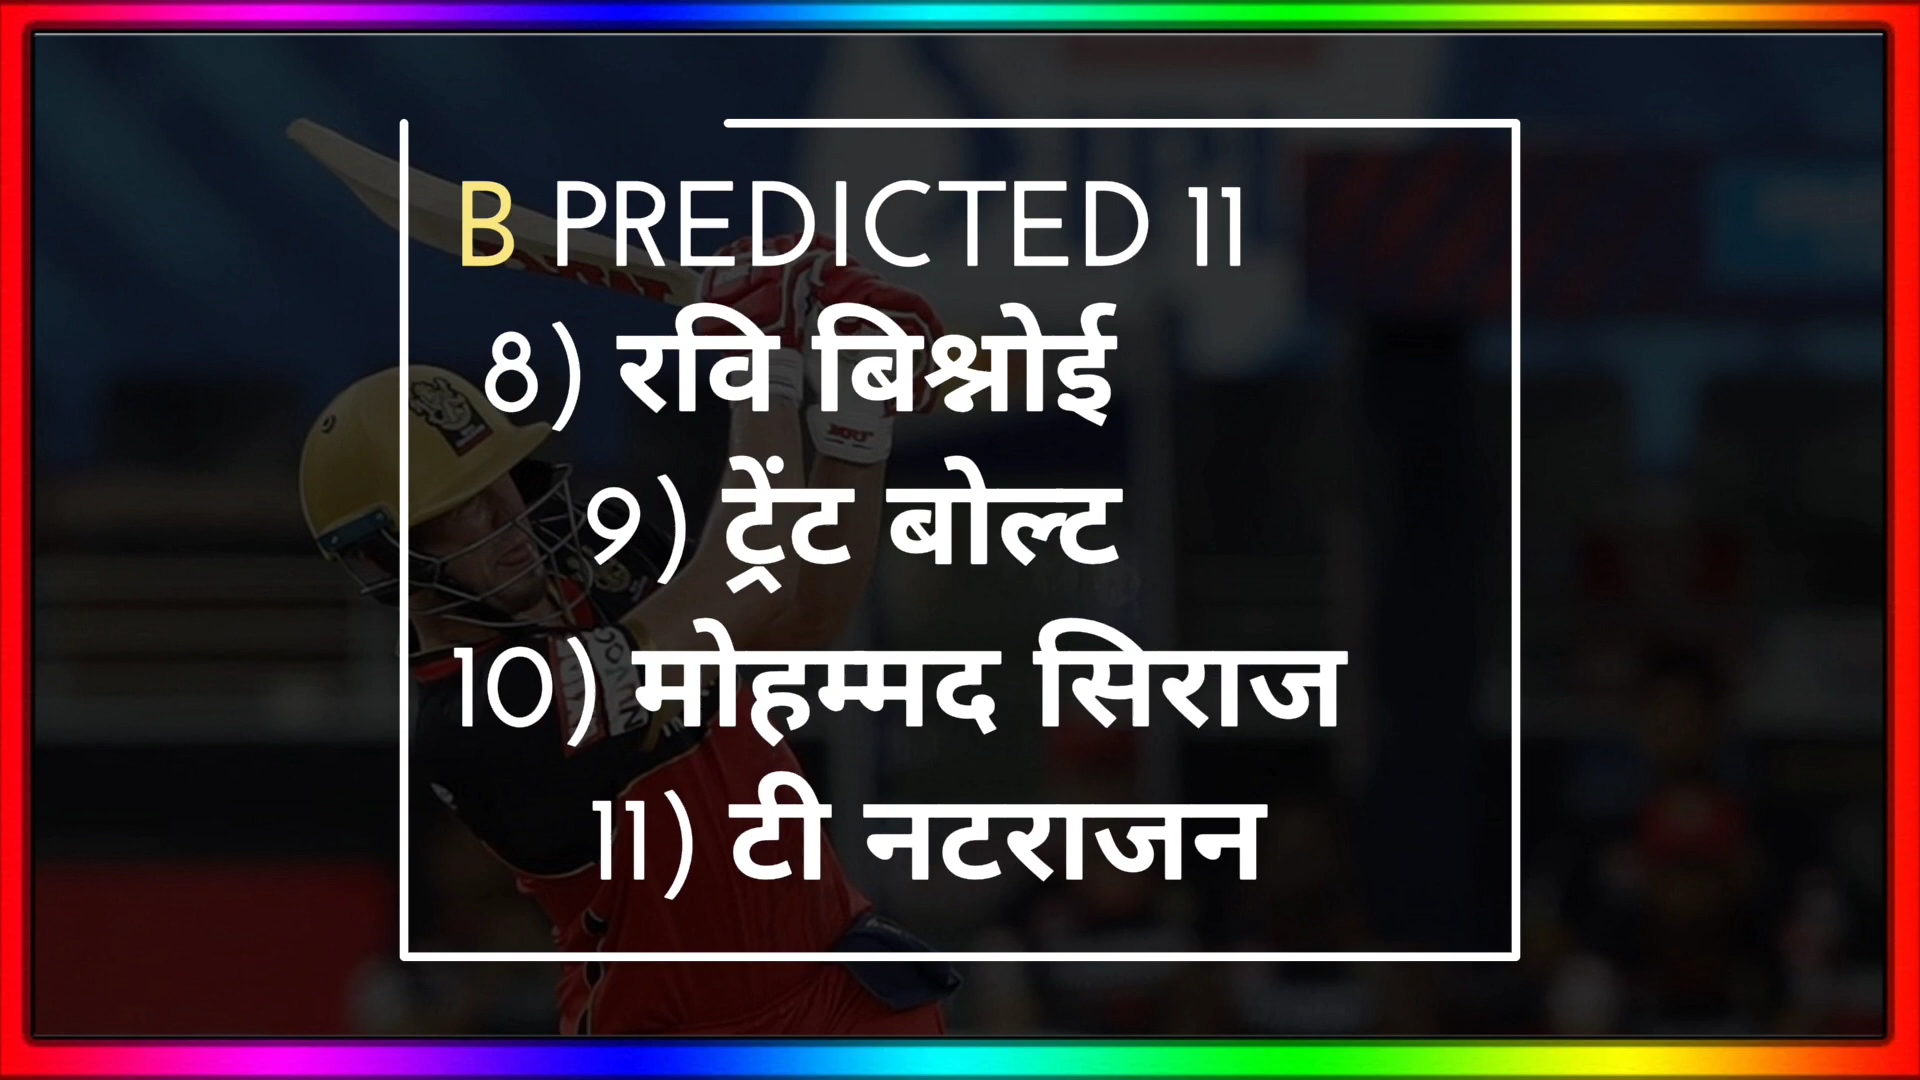 B PREDICTED 11
8) रवि बिश्नोई
9) ट्रेंट बोल्ट
10) मोहम्मद सिराज
11) टी नटराजन